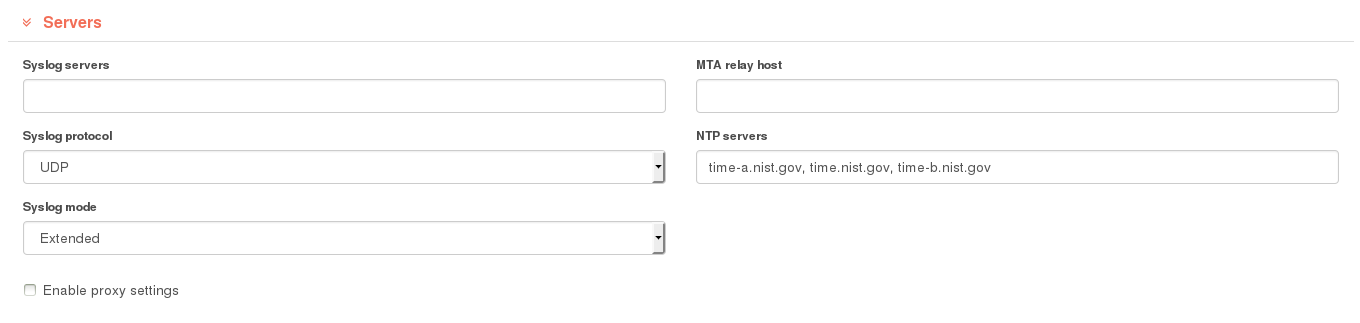 Servers
Syslog servers
MTA relay host
Syslog protocol
NTP servers
UDP
time-a.nist.gov, time.nist.gov, time-b.nist.gov
Syslog mode
Extended
Enable proxy settings